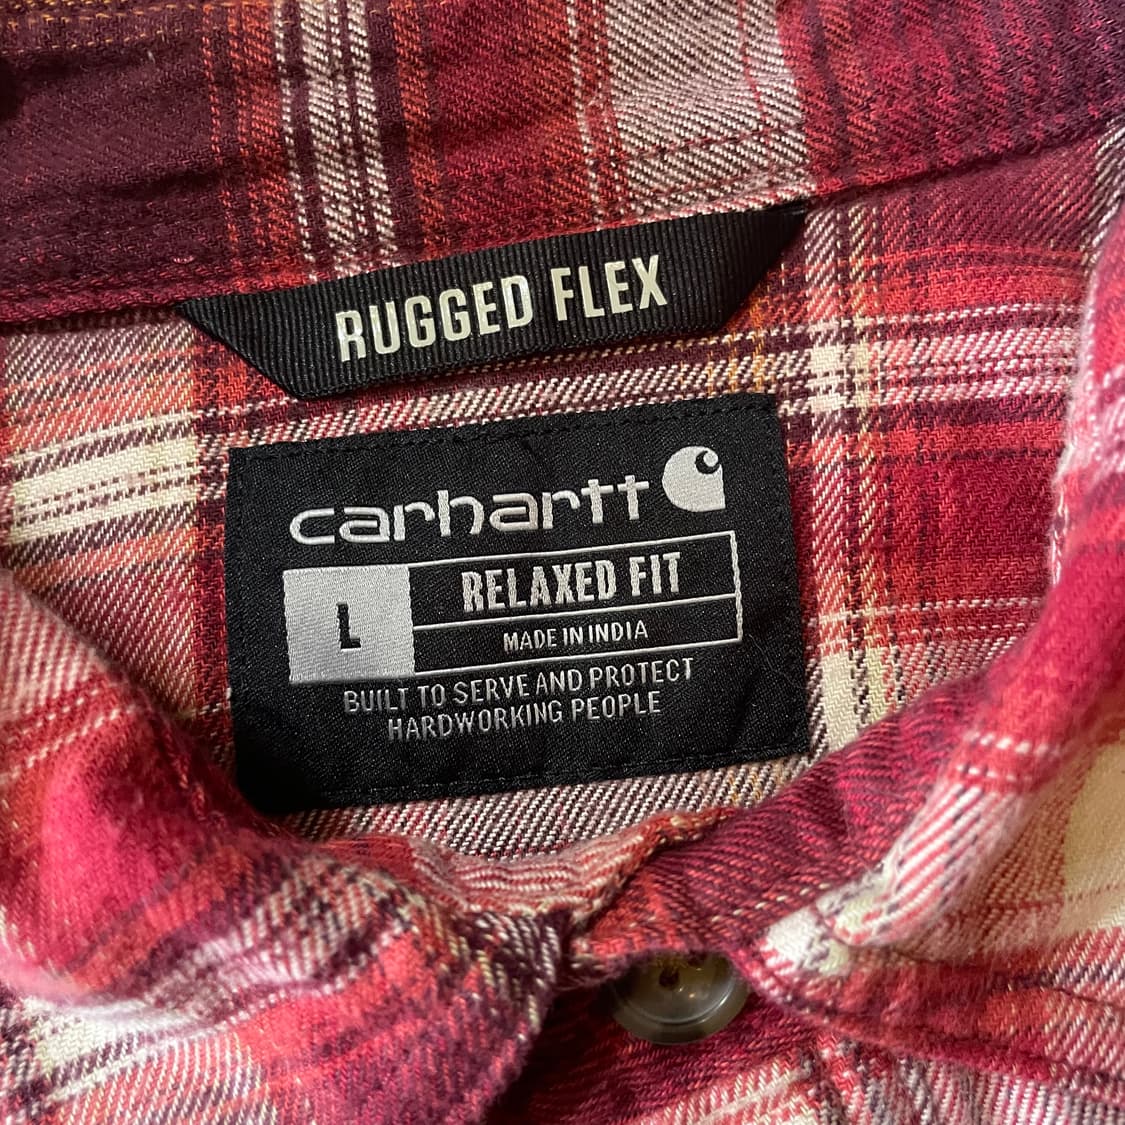 RUGGED FLEX
carhartt
L
RELAXED FIT
MADE IN INDIA
BUILT TO SERVE AND PROTECT
HARDWORKING PEOPLE